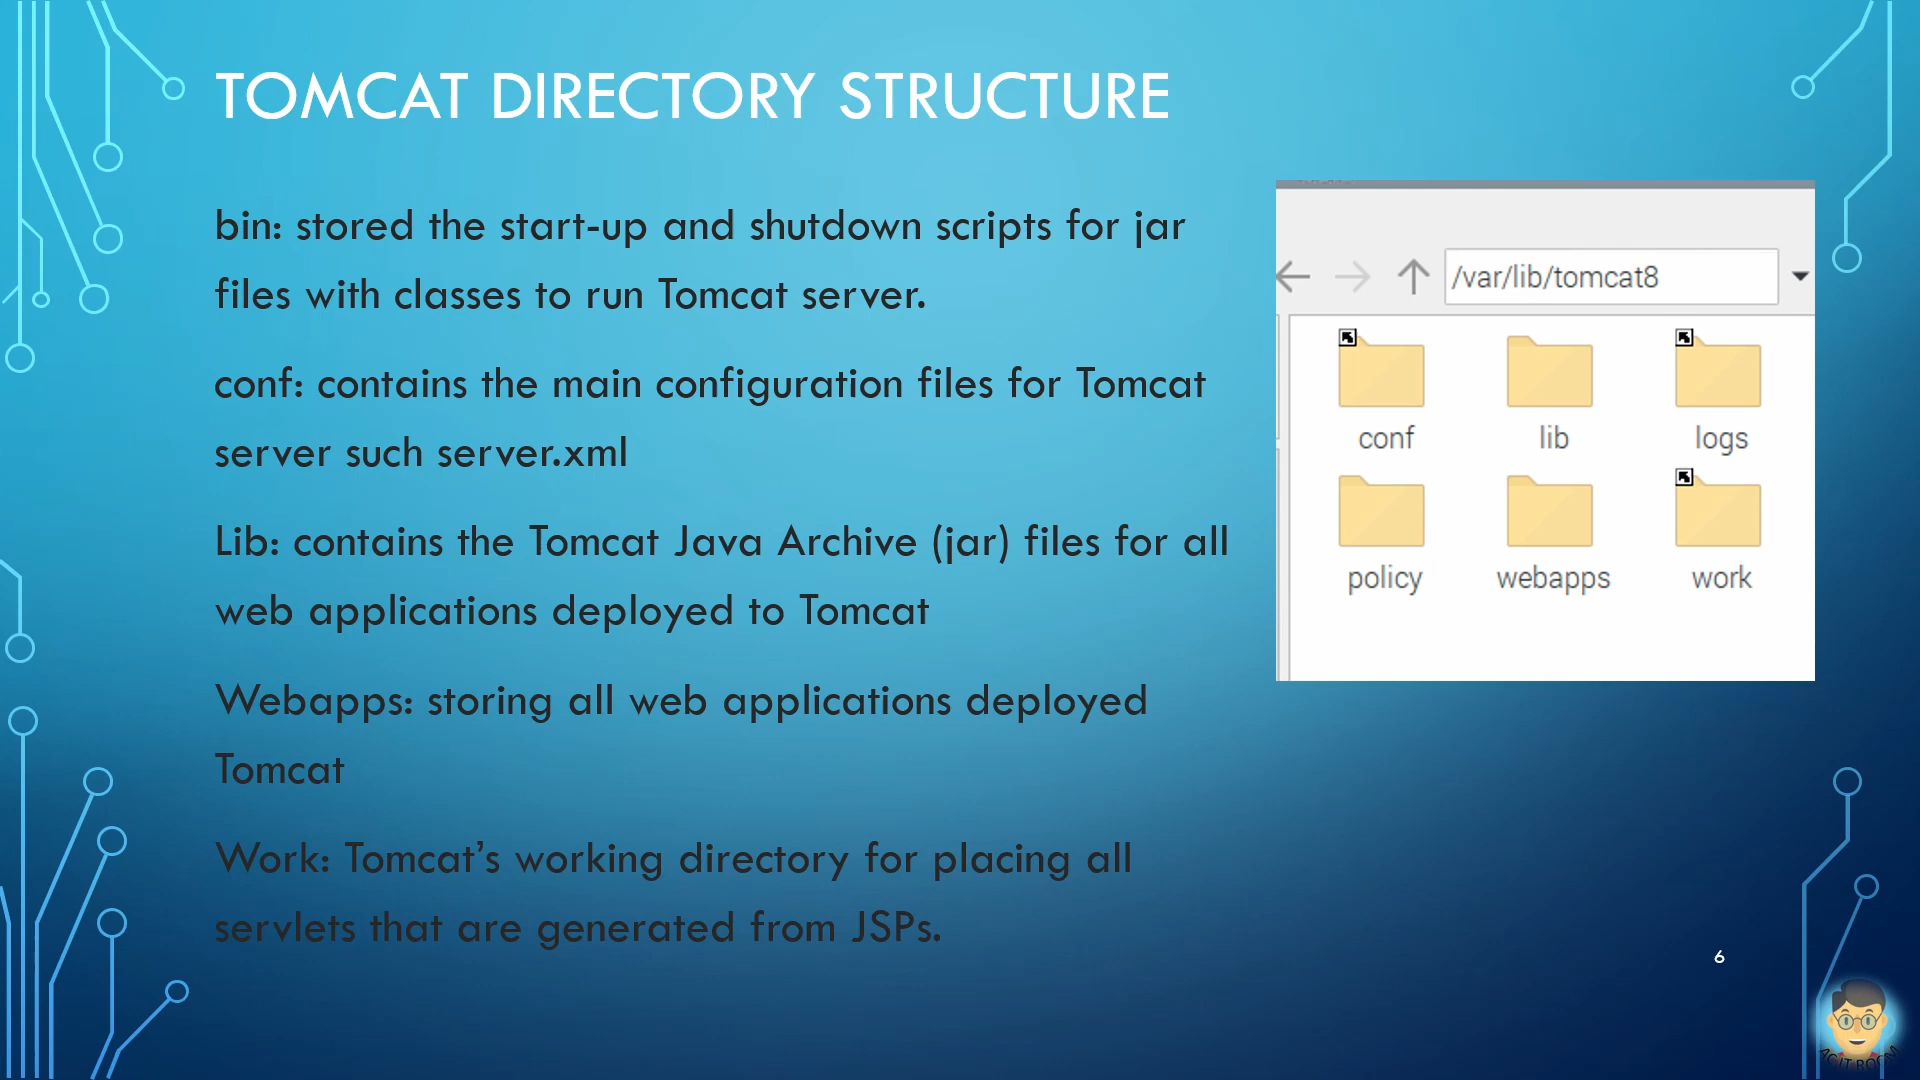 TOMCAT DIRECTORY STRUCTURE
bin: stored the start-up and shutdown scripts for jar
files with classes to run Tomcat server.
conf: contains the main configuration files for Tomcat
server such server.xml
Lib: contains the Tomcat Java Archive (jar) files for all
web applications deployed to Tomcat
Webapps: storing all web applications deployed
Tomcat
Work: Tomcat’s working directory for placing all
servlets that are generated from JSPs.
/var/lib/tomcat8
conf lib logs
policy webapps work
6
AGIT ROOM